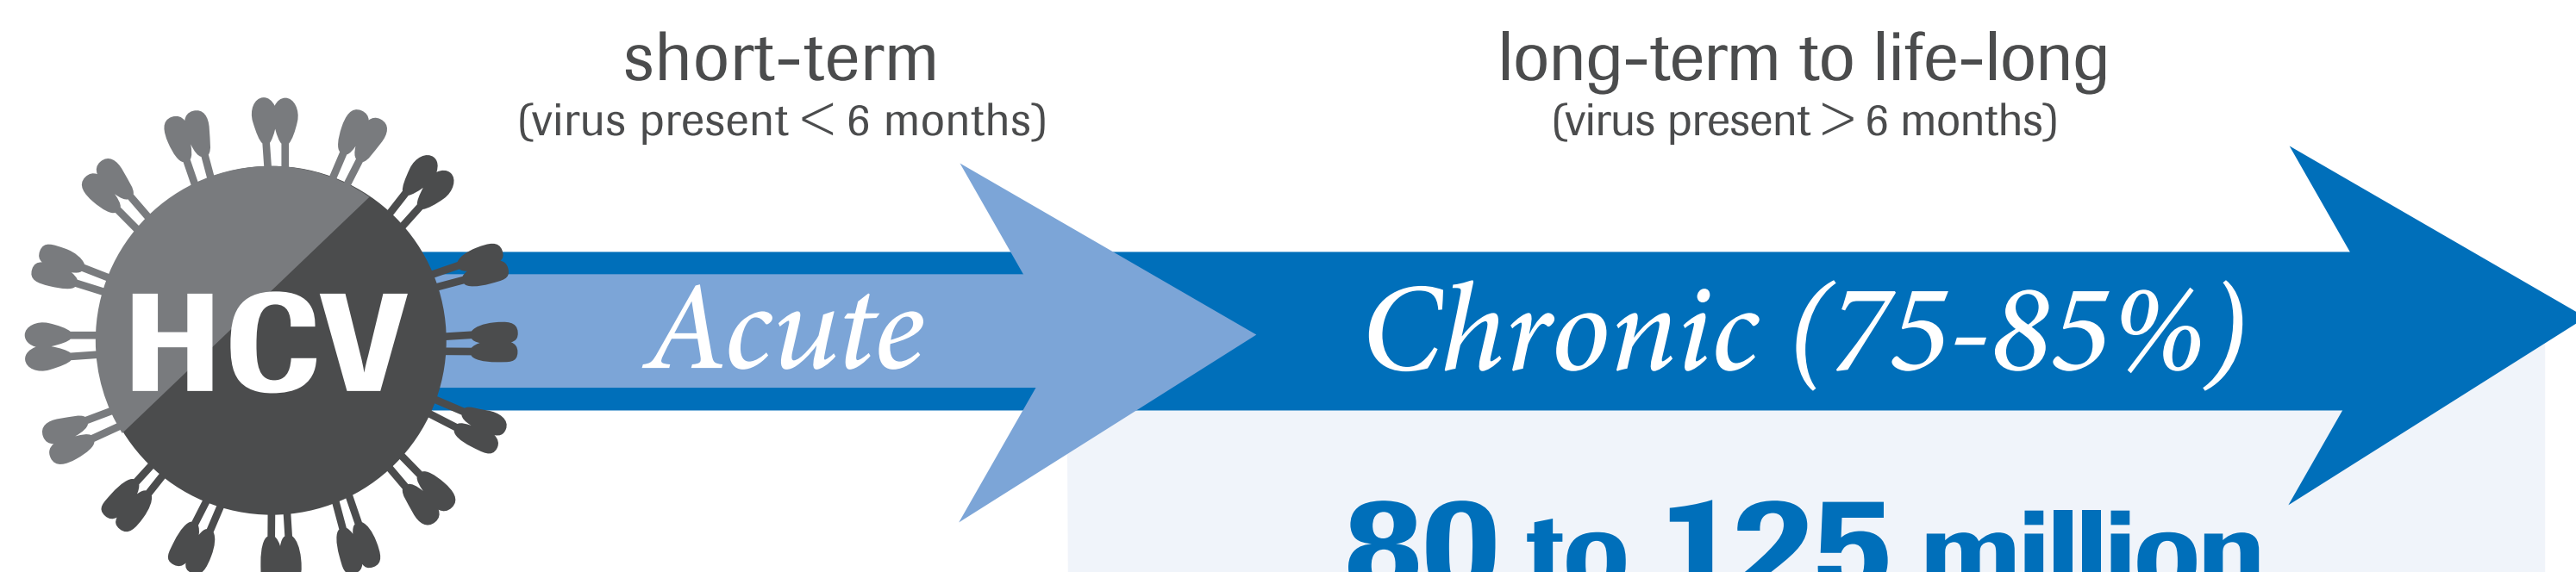 short-term
(virus present < 6 months)
long-term to life-long
(virus present > 6 months)
HCV
Acute
Chronic (75-85%)
80 to 125 million